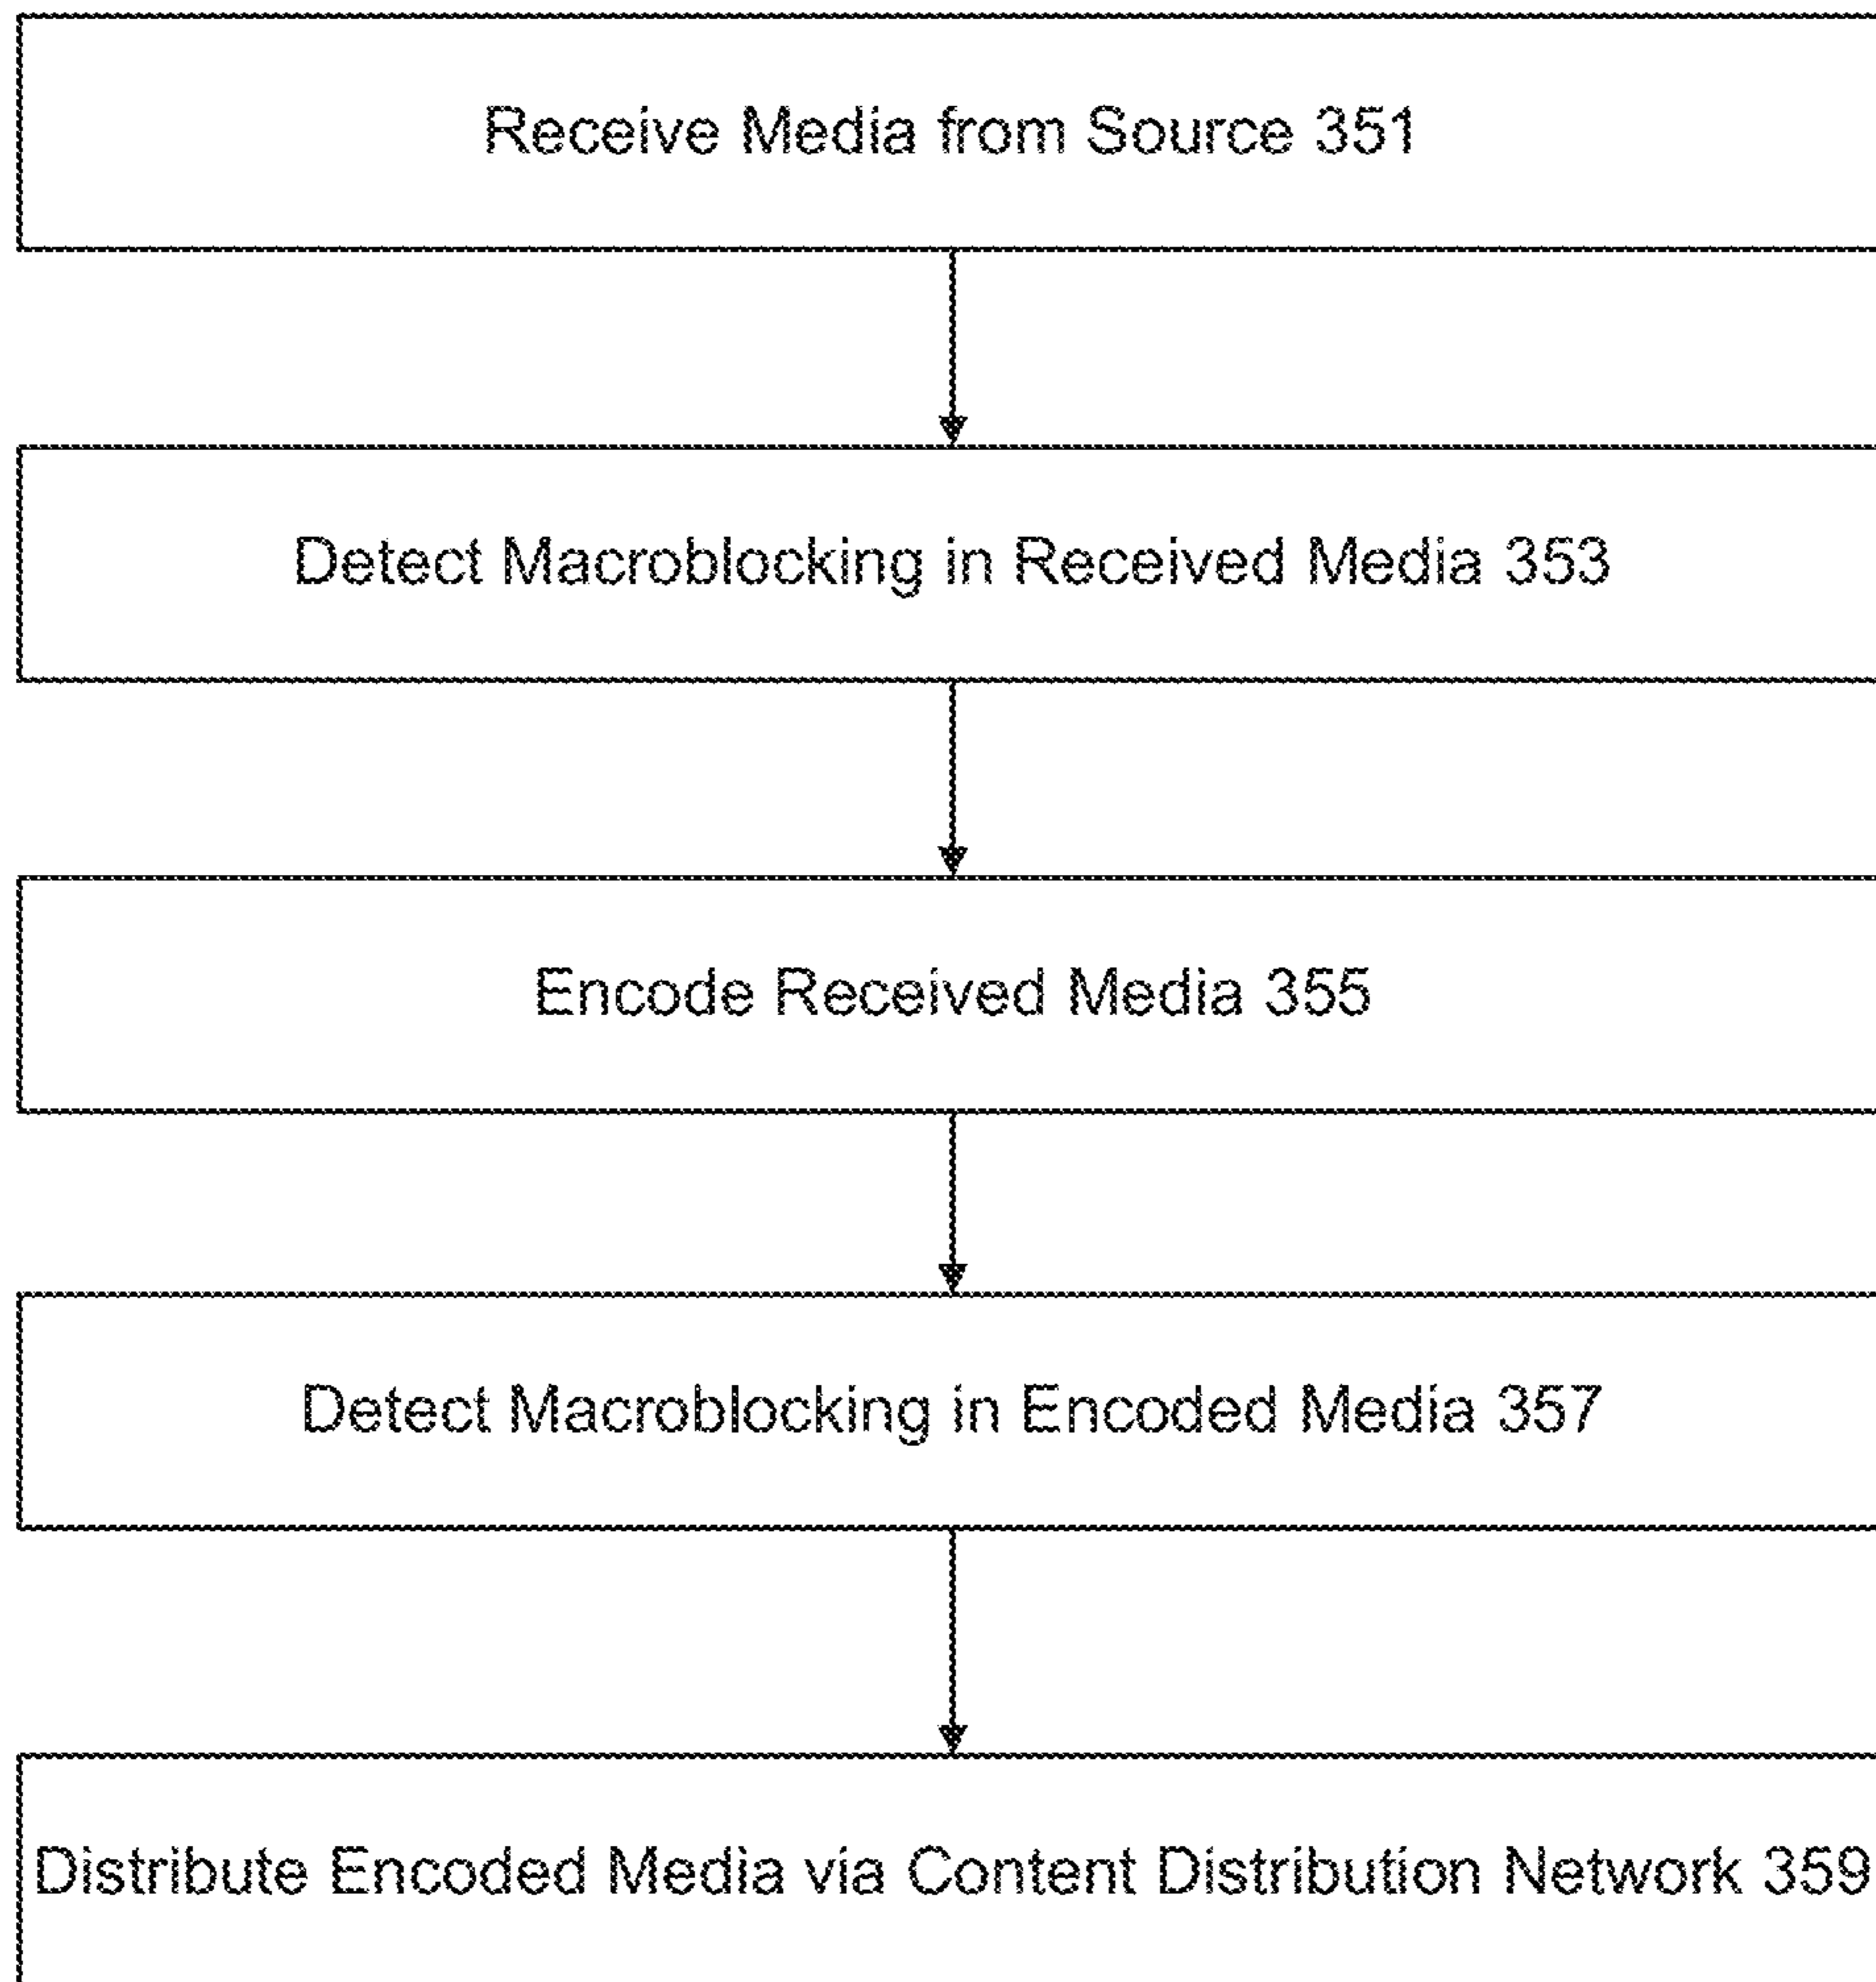 Receive Media from Source 351
Detect Macroblocking in Received Media 353
Encode Received Media 355
Detect Macroblocking in Encoded Media 357
Distribute Encoded Media via Content Distribution Network 359